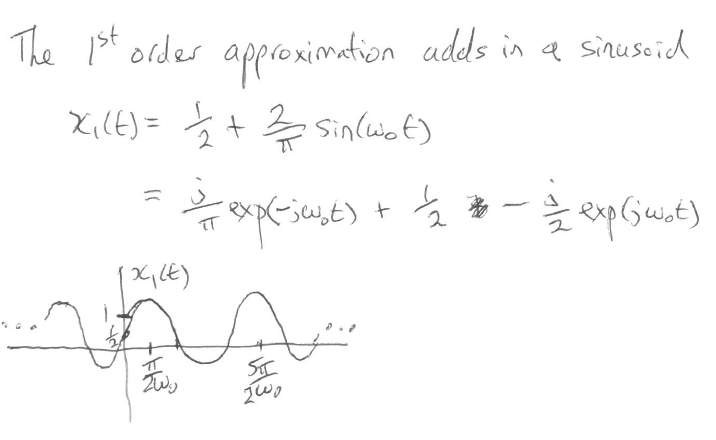 The 1st order approximation adds in a sinusoid
x₁(t) = 1/2 + 2/π sin(ω₀t)
= j/π exp(-jω₀t) + 1/2 - j/2 exp(jω₀t)
x₁(t)
1
1/2
... ...
π/2ω₀ 5π/2ω₀